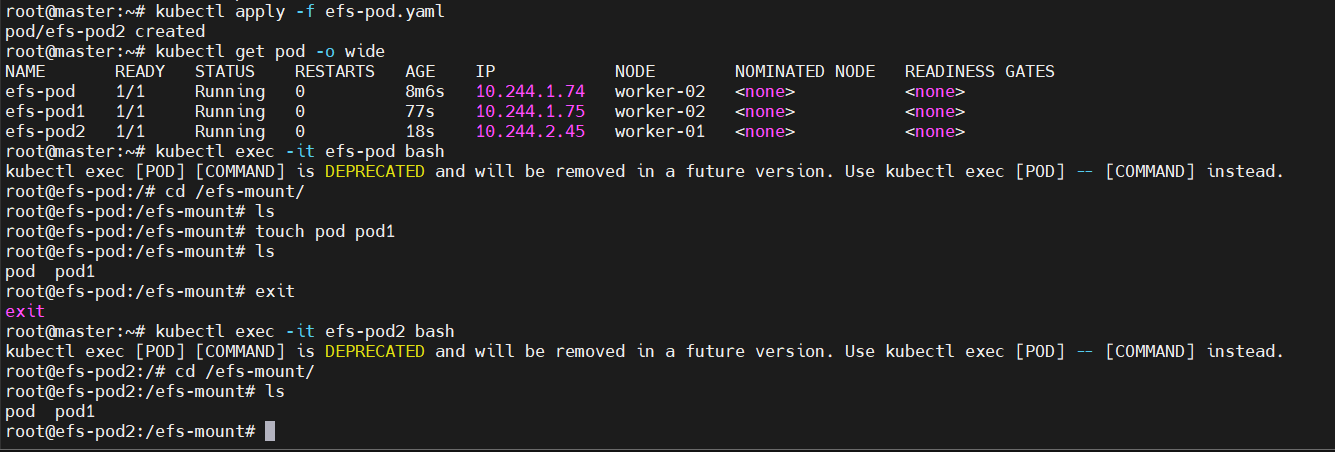 root@master:~# kubectl apply -f efs-pod.yaml
pod/efs-pod2 created
root@master:~# kubectl get pod -o wide
NAME       READY   STATUS    RESTARTS   AGE    IP            NODE        NOMINATED NODE   READINESS GATES
efs-pod    1/1     Running   0          8m6s   10.244.1.74   worker-02   <none>           <none>
efs-pod1   1/1     Running   0          77s    10.244.1.75   worker-02   <none>           <none>
efs-pod2   1/1     Running   0          18s    10.244.2.45   worker-01   <none>           <none>
root@master:~# kubectl exec -it efs-pod bash
kubectl exec [POD] [COMMAND] is DEPRECATED and will be removed in a future version. Use kubectl exec [POD] -- [COMMAND] instead.
root@efs-pod:/# cd /efs-mount/
root@efs-pod:/efs-mount# ls
root@efs-pod:/efs-mount# touch pod pod1
root@efs-pod:/efs-mount# ls
pod  pod1
root@efs-pod:/efs-mount# exit
exit
root@master:~# kubectl exec -it efs-pod2 bash
kubectl exec [POD] [COMMAND] is DEPRECATED and will be removed in a future version. Use kubectl exec [POD] -- [COMMAND] instead.
root@efs-pod2:/# cd /efs-mount/
root@efs-pod2:/efs-mount# ls
pod  pod1
root@efs-pod2:/efs-mount#